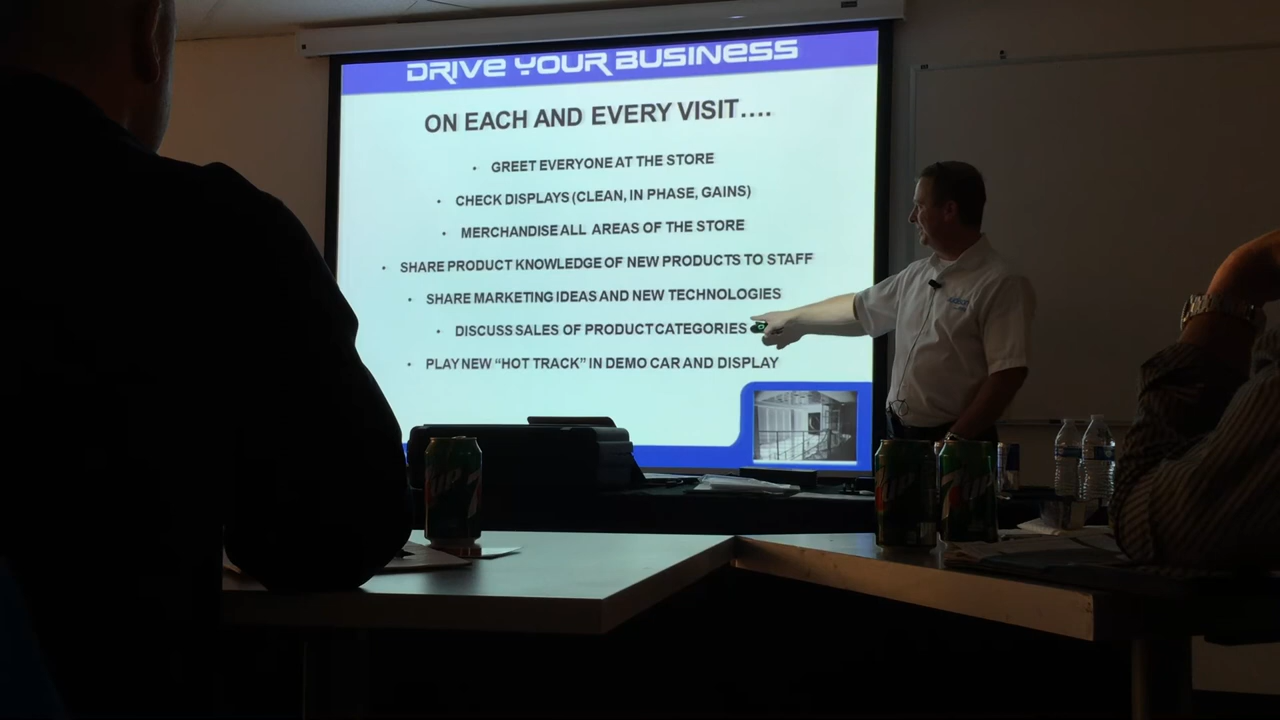 DRIVE YOUR BUSINESS
ON EACH AND EVERY VISIT....
• GREET EVERYONE AT THE STORE
• CHECK DISPLAYS (CLEAN, IN PHASE, GAINS)
• MERCHANDISE ALL AREAS OF THE STORE
• SHARE PRODUCT KNOWLEDGE OF NEW PRODUCTS TO STAFF
• SHARE MARKETING IDEAS AND NEW TECHNOLOGIES
• DISCUSS SALES OF PRODUCT CATEGORIES
• PLAY NEW “HOT TRACK” IN DEMO CAR AND DISPLAY
7UP